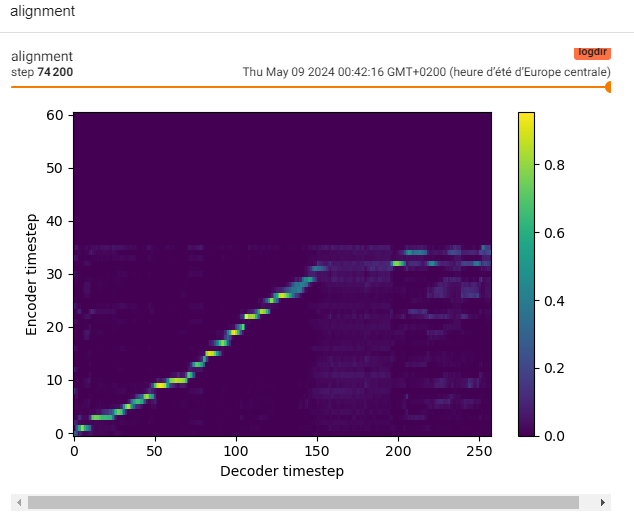 alignment
alignment
logdir
step 74 200
Thu May 09 2024 00:42:16 GMT+0200 (heure d’été d’Europe centrale)
60
50
40
30
20
10
0
Encoder timestep
0 50 100 150 200 250
Decoder timestep
0.8
0.6
0.4
0.2
0.0